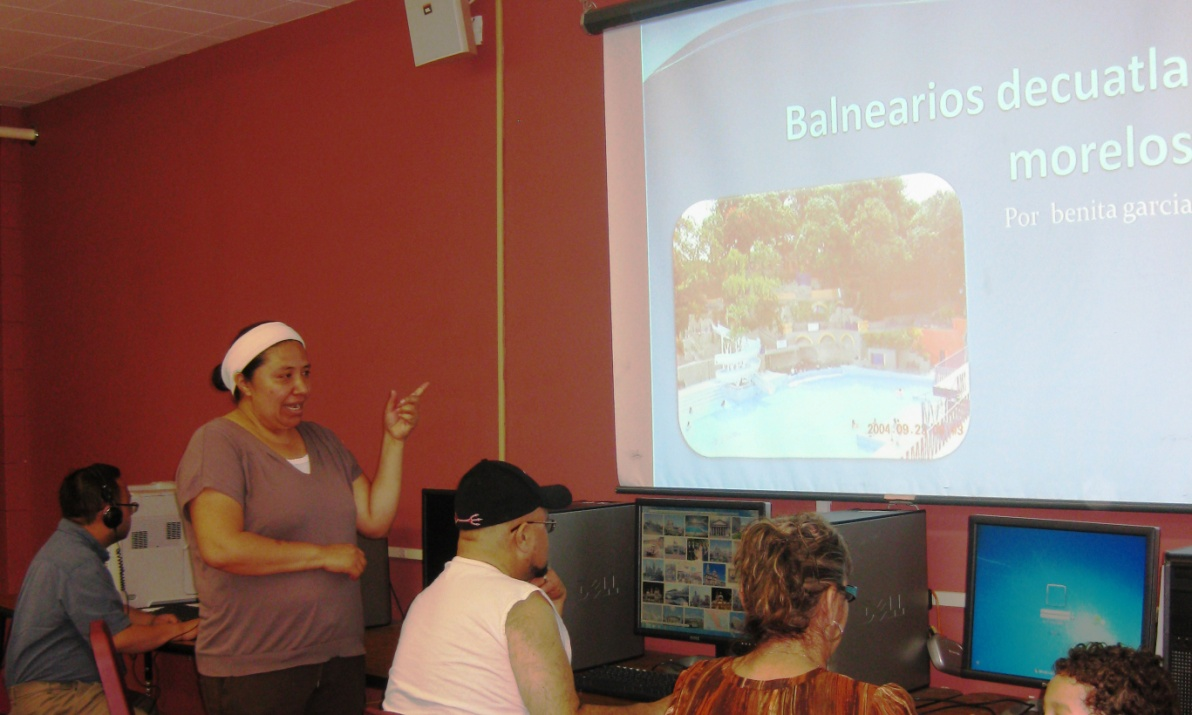 Balnearios decuatla
morelos
Por benita garcia
DELL
DELL